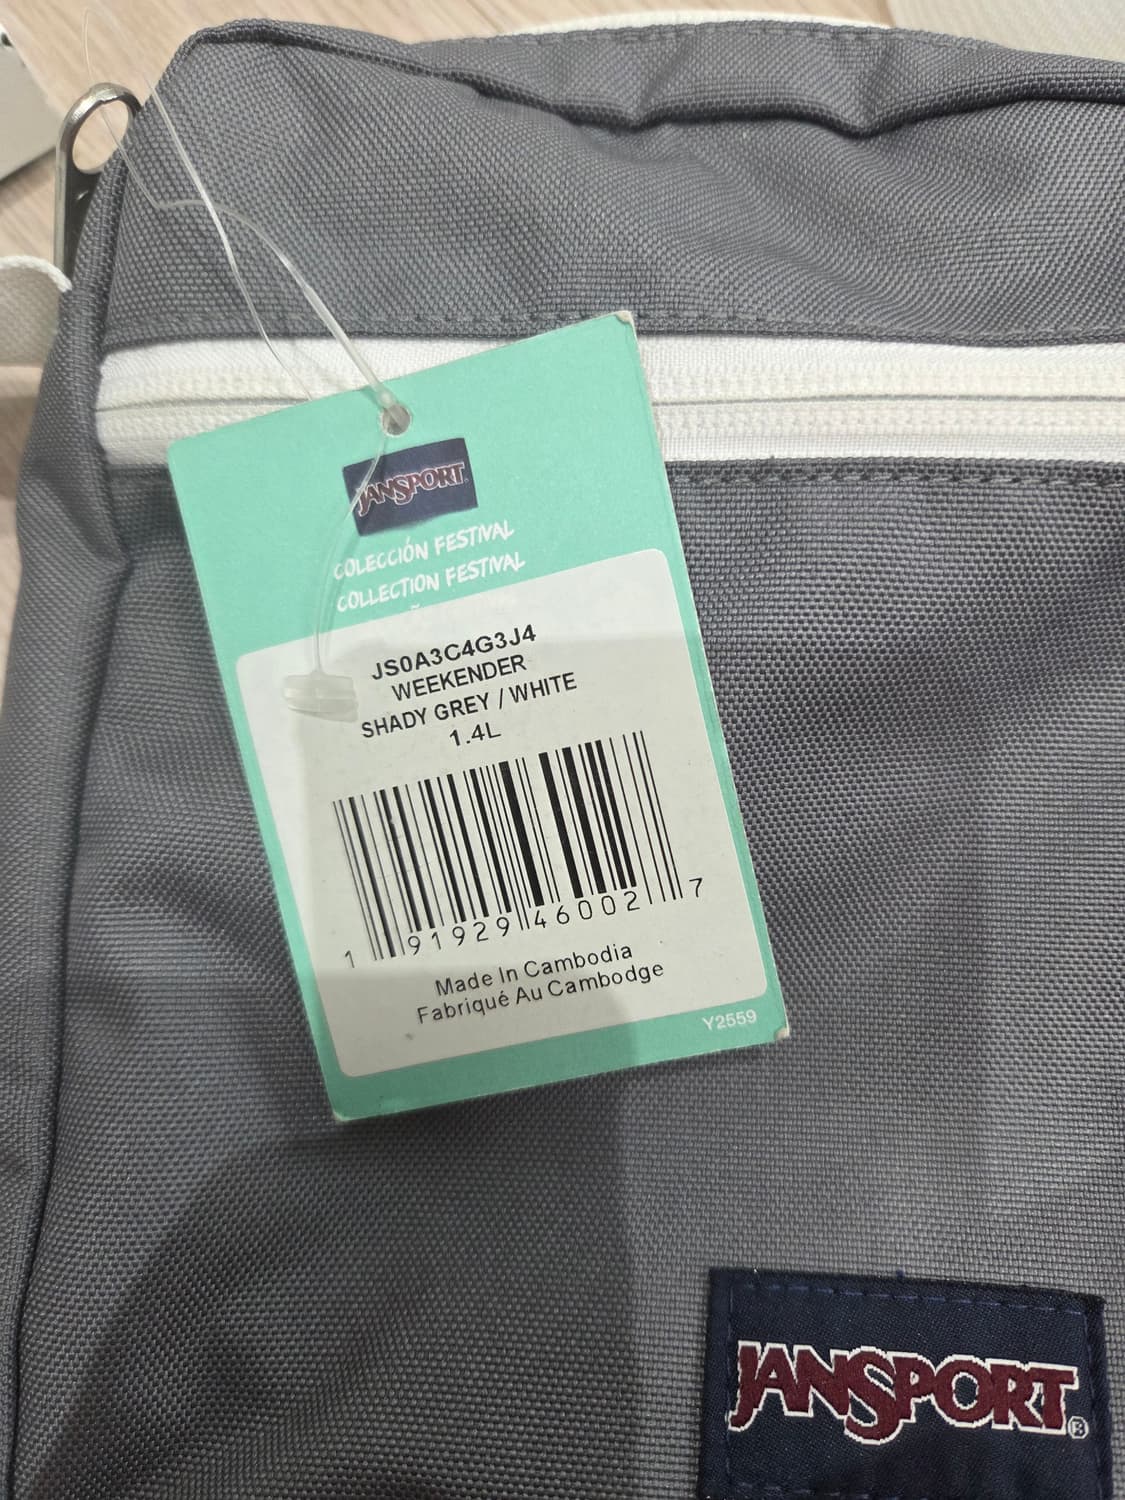 JANSPORT
COLECCIÓN FESTIVAL
COLLECTION FESTIVAL
JS0A3C4G3J4
WEEKENDER
SHADY GREY / WHITE
1.4L
1 91929 46002 7
Made In Cambodia
Fabriqué Au Cambodge
Y2559
JANSPORT®